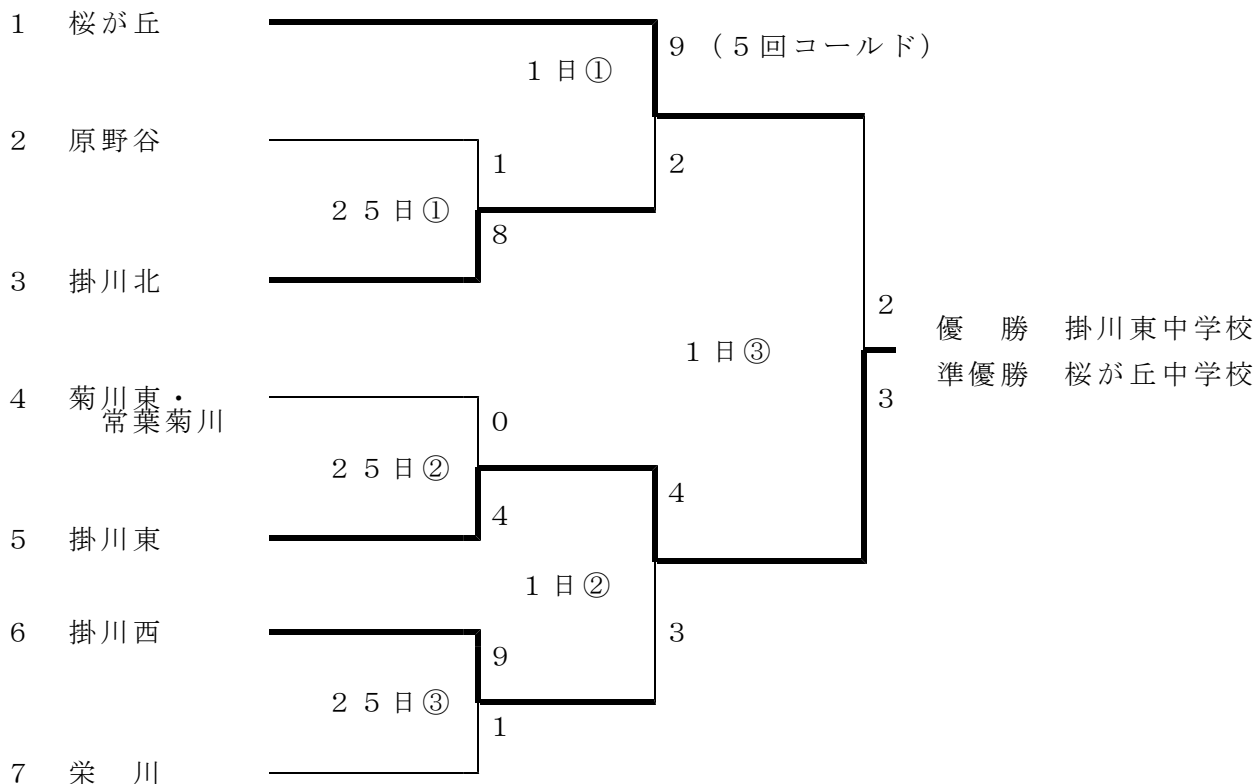 1 桜が丘
9 (5回コールド)
1日①
2 原野谷
1
2
25日①
8
3 掛川北
2
優 勝 掛川東中学校
1日③
準優勝 桜が丘中学校
4 菊川東・
常葉菊川
3
0
25日②
4
4
5 掛川東
1日②
6 掛川西
3
9
25日③
1
7 栄 川